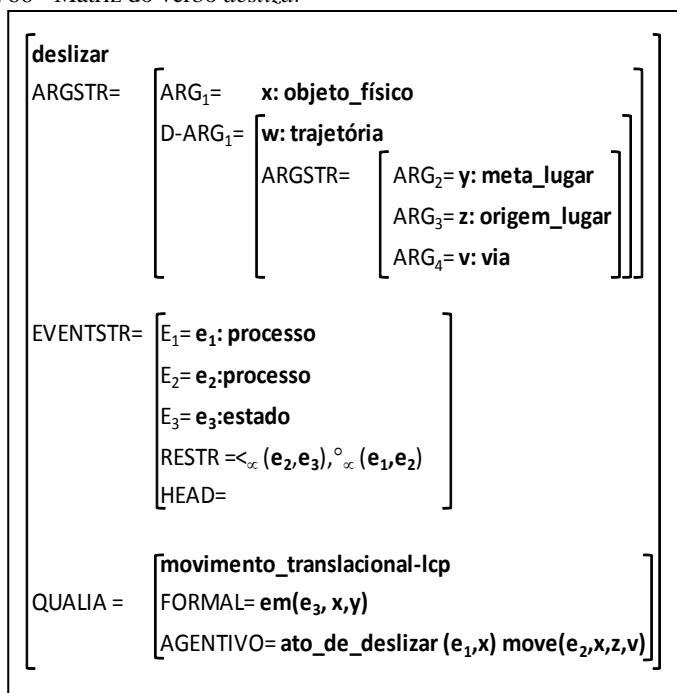 Matriz do verbo
deslizar
ARGSTR= ARG₁= x: objeto_físico
D-ARG₁= w: trajetória
ARGSTR= ARG₂= y: meta_lugar
ARG₃= z: origem_lugar
ARG₄= v: via
EVENTSTR= E₁= e₁: processo
E₂= e₂:processo
E₃= e₃:estado
RESTR =<∝ (e₂,e₃),°∝ (e₁,e₂)
HEAD=
movimento_translacional-lcp
QUALIA = FORMAL= em(e₃, x,y)
AGENTIVO= ato_de_deslizar (e₁,x) move(e₂,x,z,v)